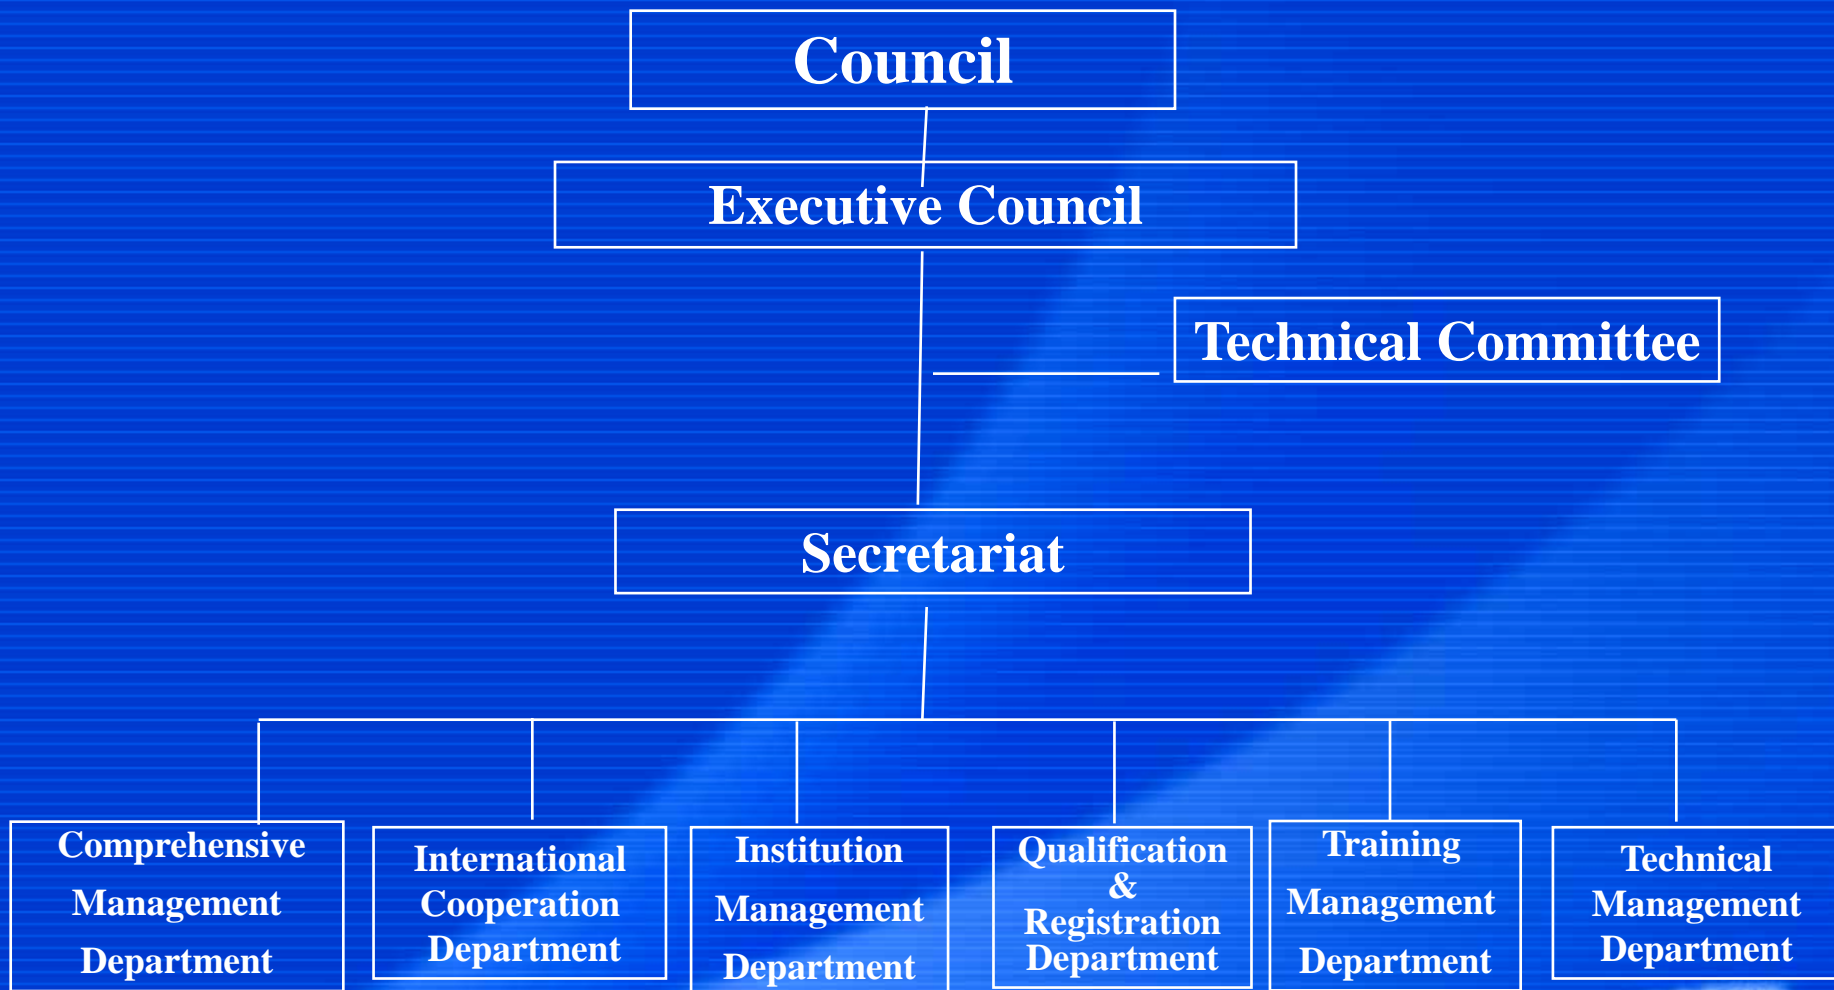 Council
Executive Council
Technical Committee
Secretariat
Comprehensive
Management
Department
International
Cooperation
Department
Institution
Management
Department
Qualification
&
Registration
Department
Training
Management
Department
Technical
Management
Department